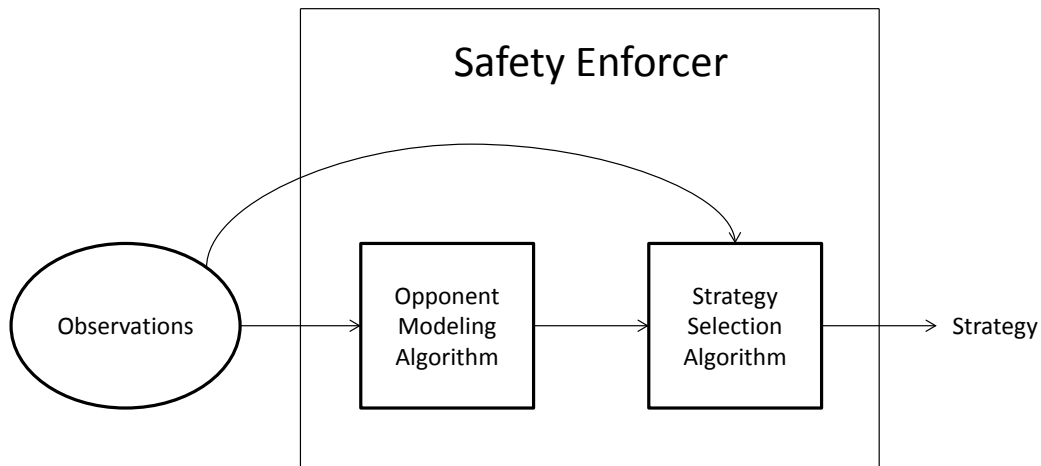 Safety Enforcer
Observations
Opponent
Modeling
Algorithm
Strategy
Selection
Algorithm
Strategy